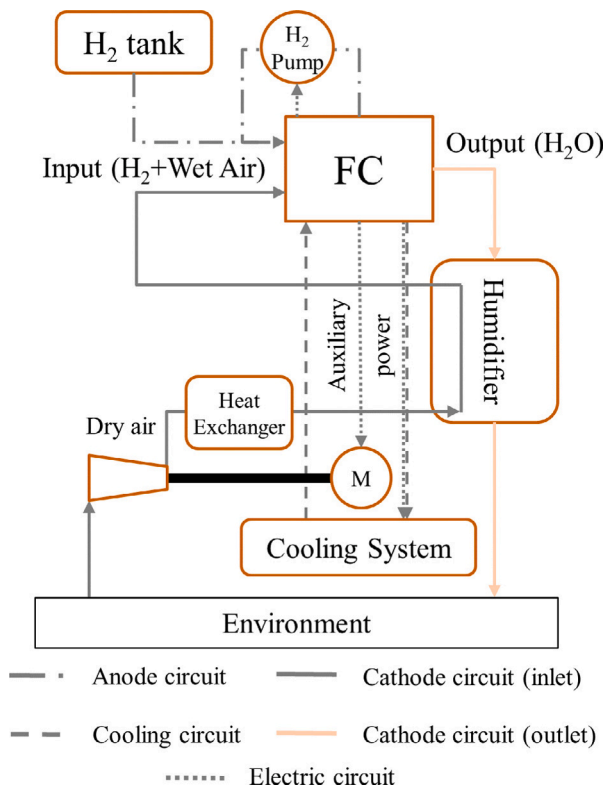 H₂ tank
H₂
Pump
Input (H₂+Wet Air)
FC
Output (H₂O)
Humidifier
Auxiliary
power
Heat
Exchanger
Dry air
M
Cooling System
Environment
Anode circuit
Cathode circuit (inlet)
Cooling circuit
Cathode circuit (outlet)
Electric circuit